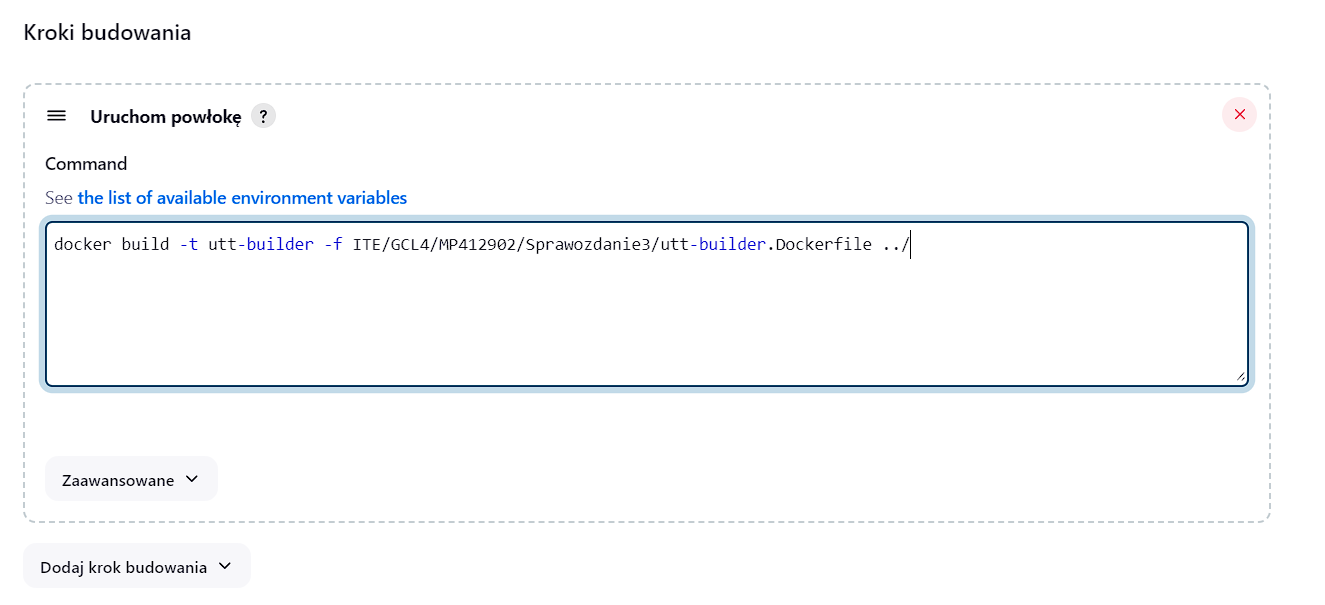 Kroki budowania
Uruchom powłokę ?
Command
See the list of available environment variables
docker build -t utt-builder -f ITE/GCL4/MP412902/Sprawozdanie3/utt-builder.Dockerfile ../
Zaawansowane
Dodaj krok budowania